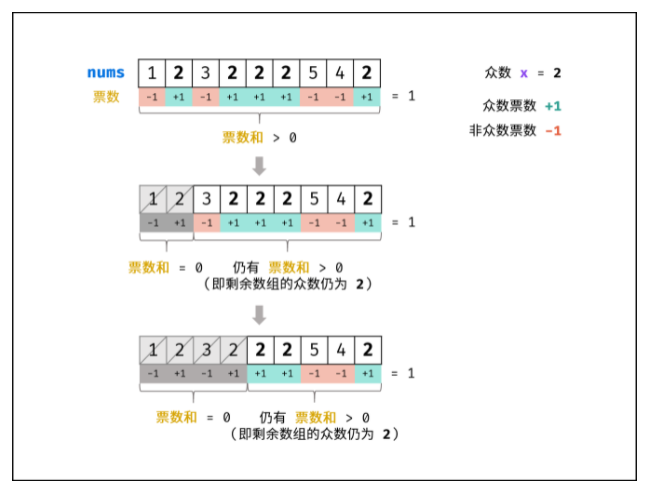 nums 1 2 3 2 2 2 5 4 2 众数 x = 2
票数 -1 +1 -1 +1 +1 +1 -1 -1 +1 = 1 众数票数 +1
非众数票数 -1
票数和 > 0
1 2 3 2 2 2 5 4 2
-1 +1 -1 +1 +1 +1 -1 -1 +1 = 1
票数和 = 0 仍有 票数和 > 0
(即剩余数组的众数仍为 2)
1 2 3 2 2 2 5 4 2
-1 +1 -1 +1 +1 +1 -1 -1 +1 = 1
票数和 = 0 仍有 票数和 > 0
(即剩余数组的众数仍为 2)